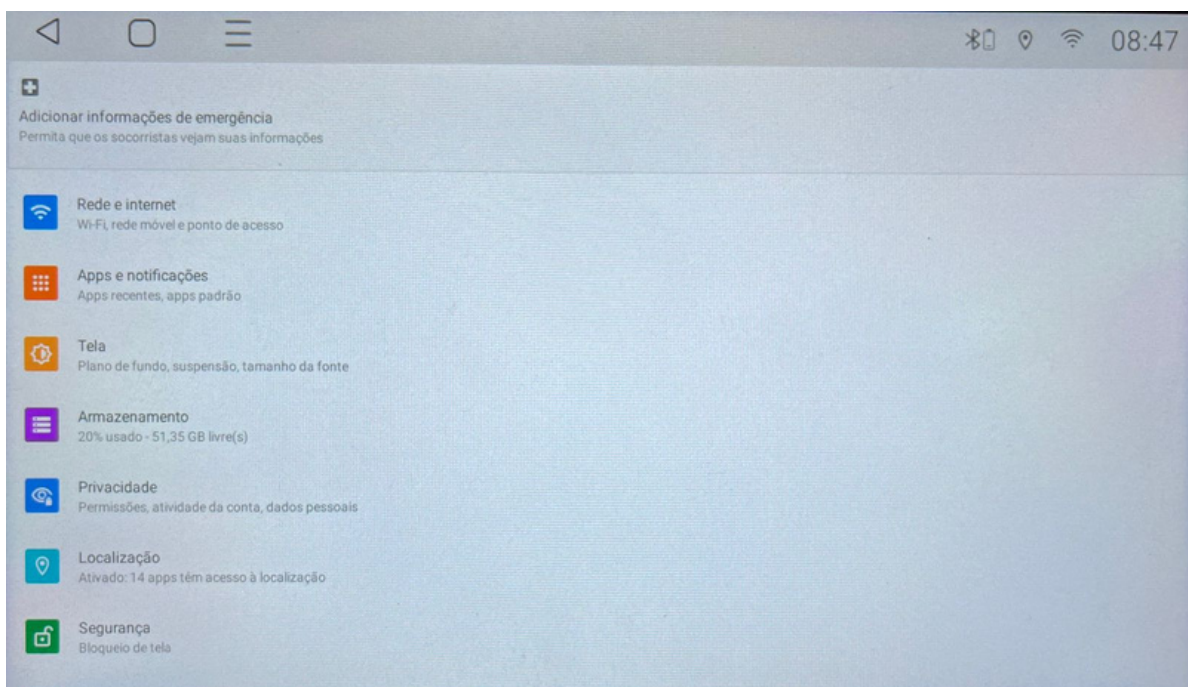 08:47
Adicionar informações de emergência
Permita que os socorristas vejam suas informações
Rede e internet
Wi-Fi, rede móvel e ponto de acesso
Apps e notificações
Apps recentes, apps padrão
Tela
Plano de fundo, suspensão, tamanho da fonte
Armazenamento
20% usado - 51,35 GB livre(s)
Privacidade
Permissões, atividade da conta, dados pessoais
Localização
Ativado: 14 apps têm acesso à localização
Segurança
Bloqueio de tela